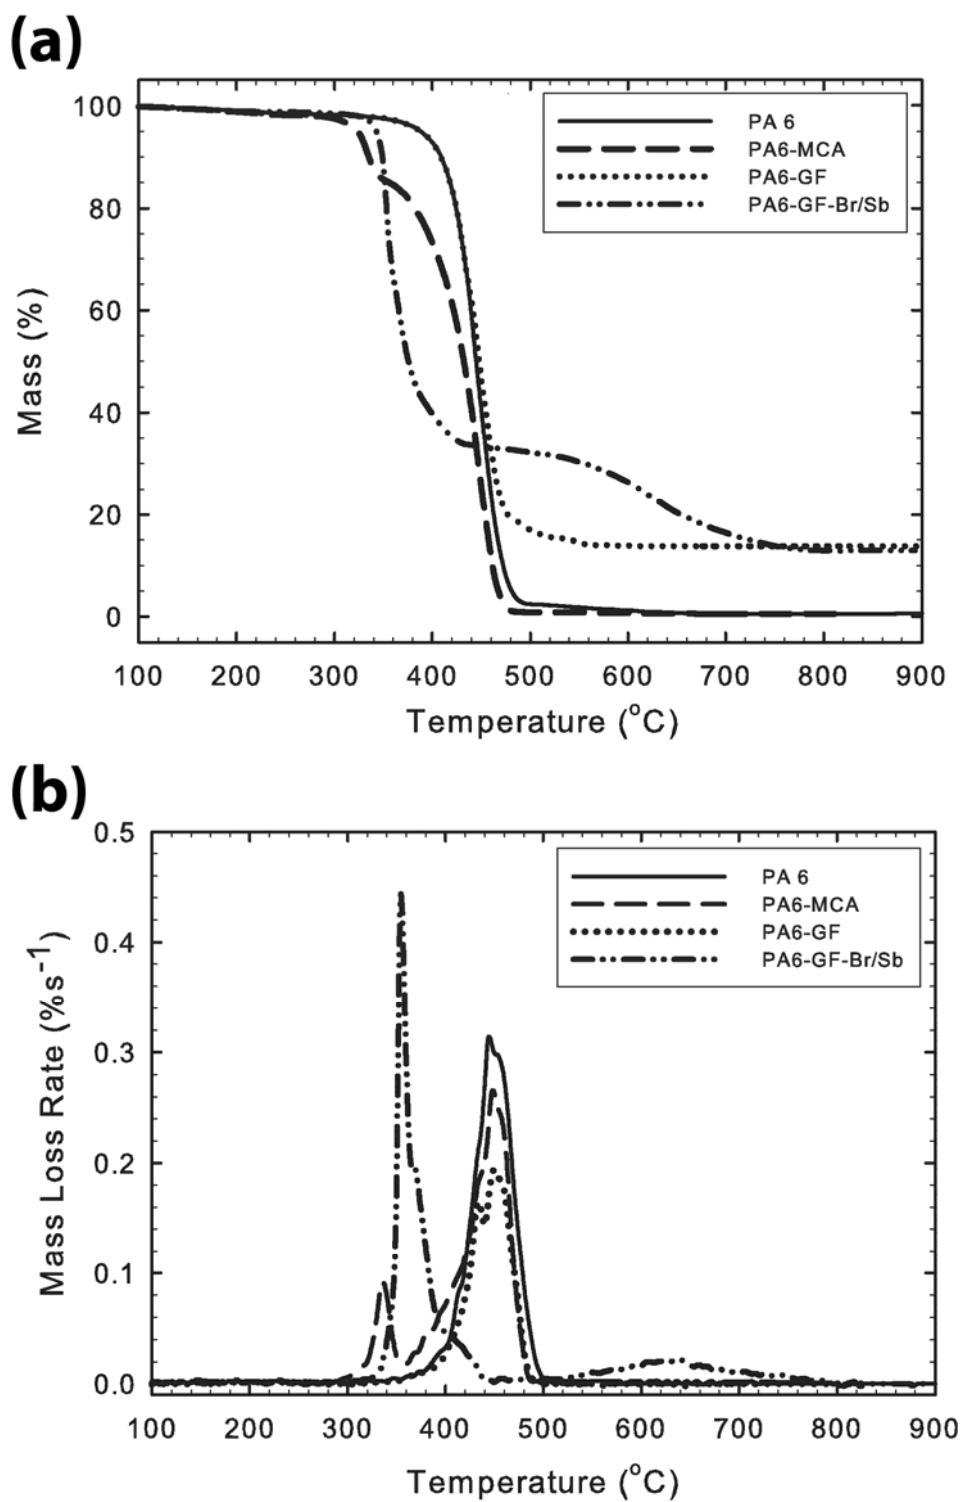 (a)
100
80
60
40
20
0
Mass (%)
PA 6
PA6-MCA
PA6-GF
PA6-GF-Br/Sb
100 200 300 400 500 600 700 800 900
Temperature (°C)
(b)
0.5
0.4
0.3
0.2
0.1
0.0
Mass Loss Rate (%s⁻¹)
PA 6
PA6-MCA
PA6-GF
PA6-GF-Br/Sb
100 200 300 400 500 600 700 800 900
Temperature (°C)